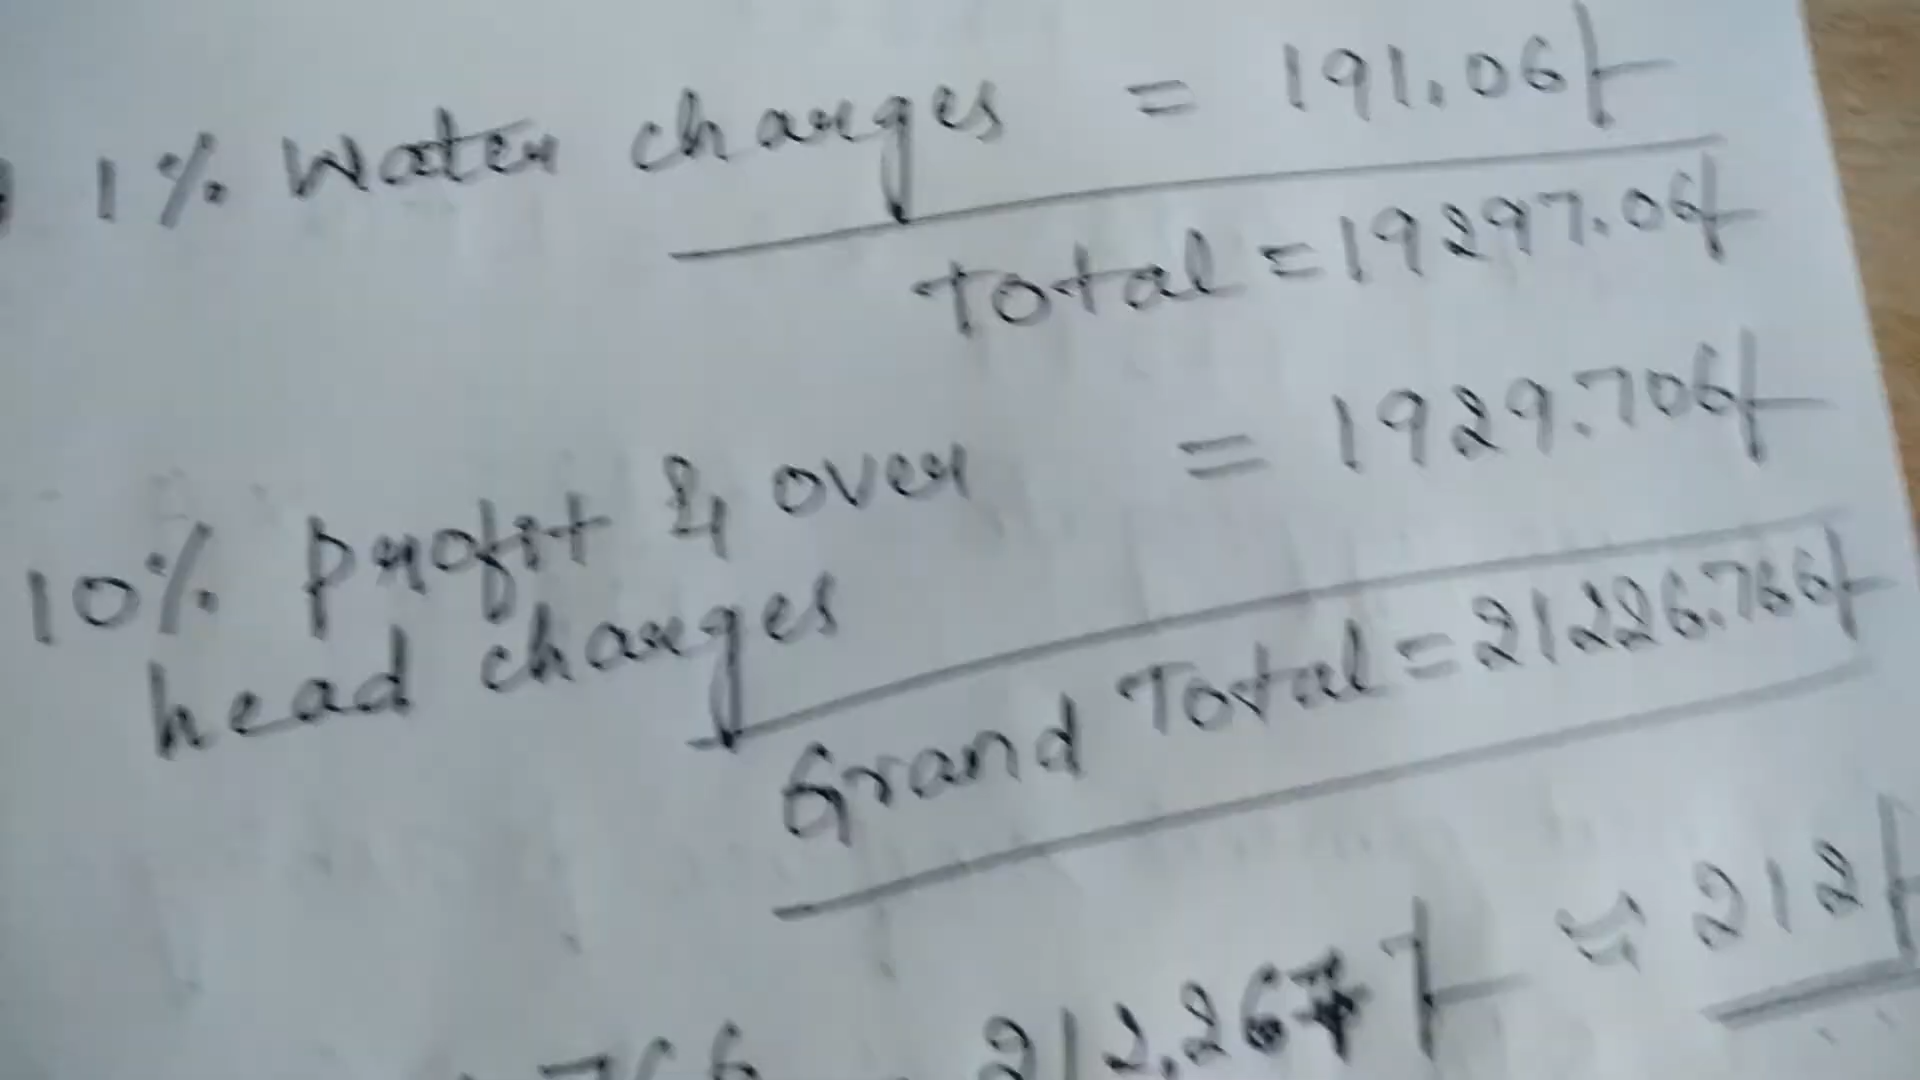 1% Water charges = 191.06/-
Total = 19297.06/-
10% profit & over = 1929.706/-
head charges
Grand Total = 21226.766/-
212.267/- ≈ 212/-